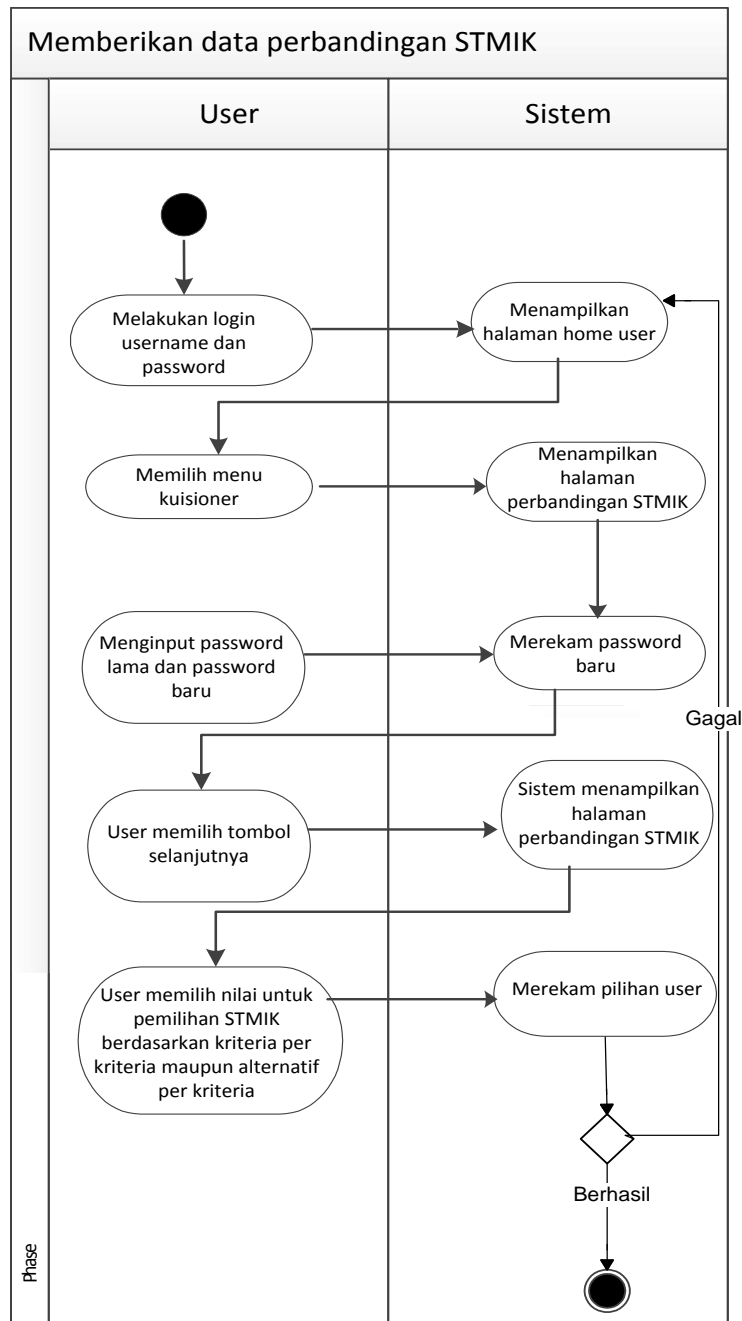 Memberikan data perbandingan STMIK
User
Sistem
Melakukan login
username dan
password
Menampilkan
halaman home user
Memilih menu
kuisioner
Menampilkan
halaman
perbandingan STMIK
Menginput password
lama dan password
baru
Merekam password
baru
Gagal
User memilih tombol
selanjutnya
Sistem menampilkan
halaman
perbandingan STMIK
User memilih nilai untuk
pemilihan STMIK
berdasarkan kriteria per
kriteria maupun alternatif
per kriteria
Merekam pilihan user
Berhasil
Phase